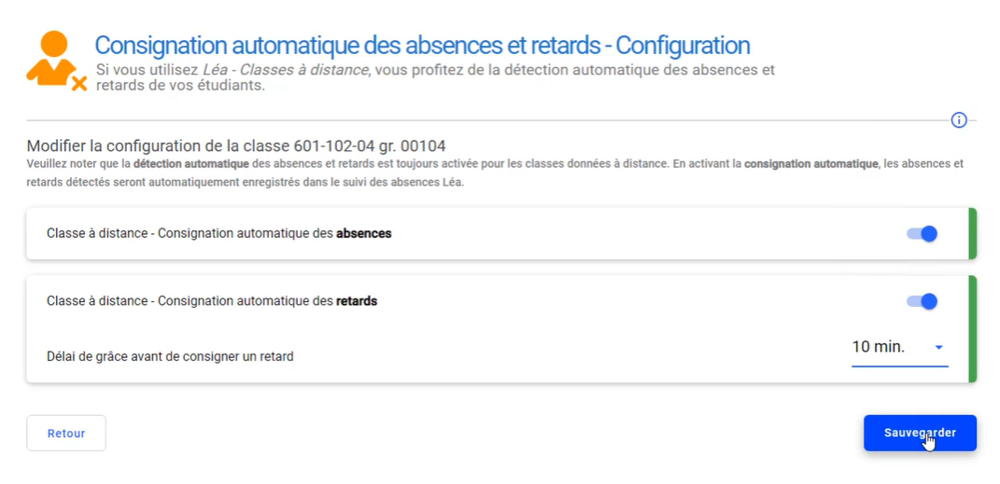 Consignation automatique des absences et retards - Configuration
Si vous utilisez Léa - Classes à distance, vous profitez de la détection automatique des absences et
retards de vos étudiants.
Modifier la configuration de la classe 601-102-04 gr. 00104
Veuillez noter que la détection automatique des absences et retards est toujours activée pour les classes données à distance. En activant la consignation automatique, les absences et
retards détectés seront automatiquement enregistrés dans le suivi des absences Léa.
Classe à distance - Consignation automatique des absences
Classe à distance - Consignation automatique des retards
Délai de grâce avant de consigner un retard
10 min.
Retour
Sauvegarder